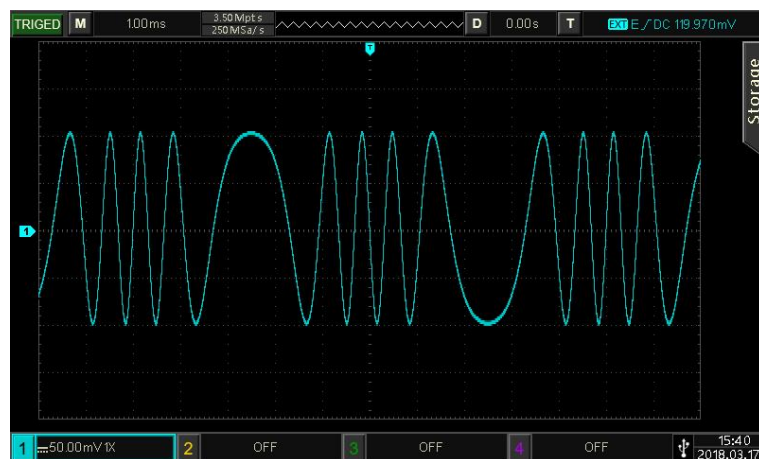 TRIGED M 1.00ms 3.50Mpts D 0.00s T EXT E DC 119.970mV
250MSa/s
T
Storage
1
1 50.00mV 1X 2 OFF 3 OFF 4 OFF 15:40
2018.03.17